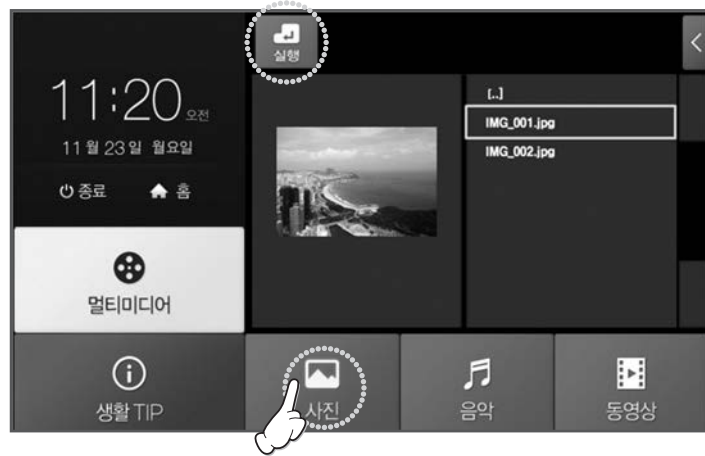 실행
11:20 오전
11월 23일 월요일
종료 홈
[..]
IMG_001.jpg
IMG_002.jpg
멀티미디어
생활 TIP
사진
음악
동영상